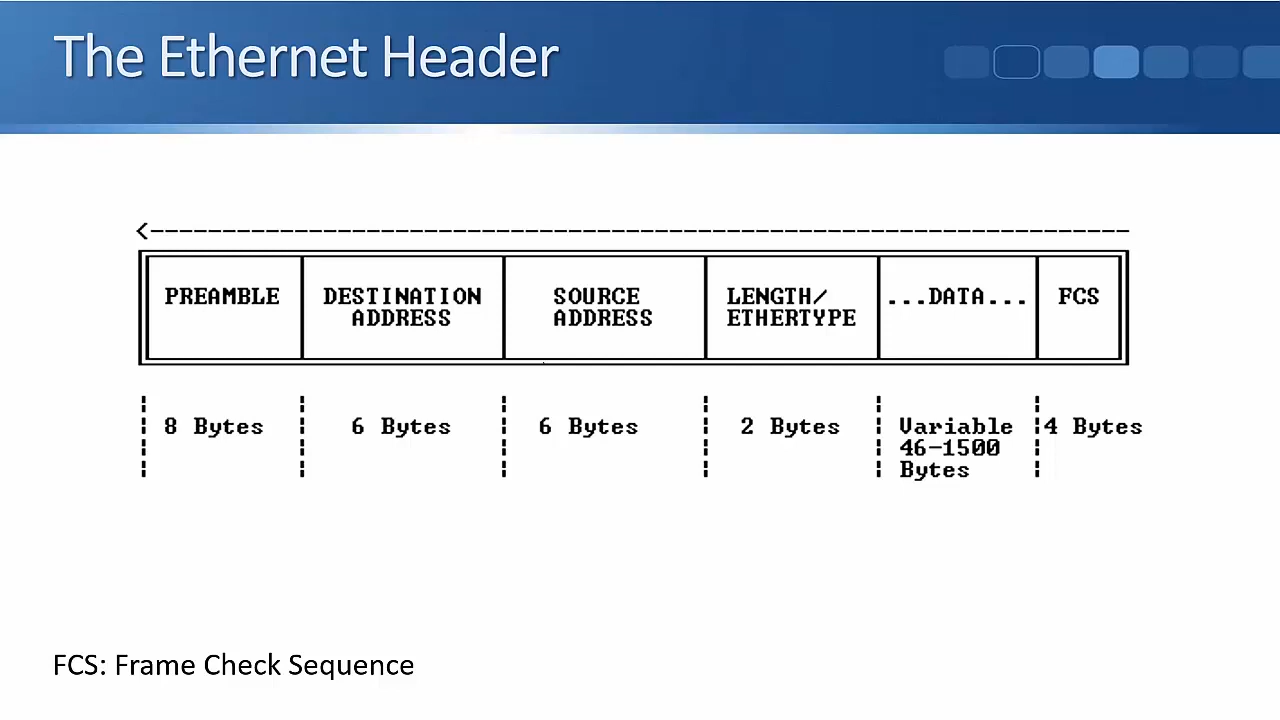 The Ethernet Header
<------------------------------------------------------------------
PREAMBLE DESTINATION ADDRESS SOURCE ADDRESS LENGTH/ETHERTYPE ...DATA... FCS
8 Bytes 6 Bytes 6 Bytes 2 Bytes Variable 46-1500 Bytes 4 Bytes
FCS: Frame Check Sequence